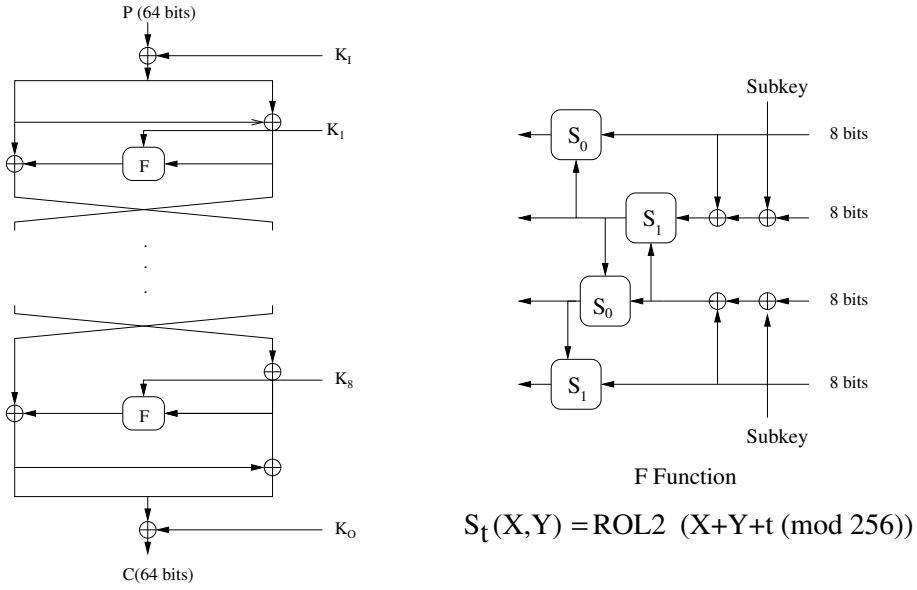 P (64 bits)
K_I
K_1
F
.
.
.
K_8
F
K_O
C(64 bits)
Subkey
S_0
8 bits
S_1
8 bits
S_0
8 bits
S_1
8 bits
Subkey
F Function
S_t(X,Y) = ROL2 (X+Y+t (mod 256))